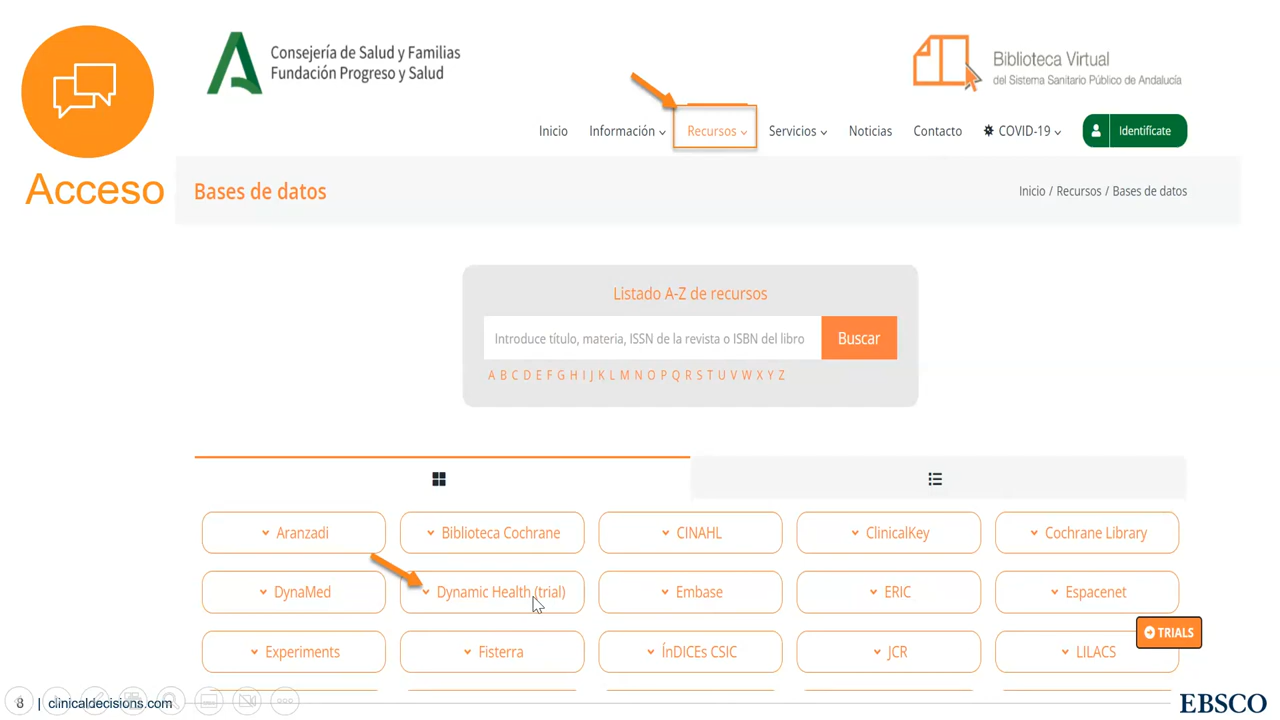 Acceso
Consejería de Salud y Familias
Fundación Progreso y Salud
Biblioteca Virtual
del Sistema Sanitario Público de Andalucía
Inicio Información Recursos Servicios Noticias Contacto COVID-19 Identifícate
Bases de datos
Inicio / Recursos / Bases de datos
Listado A-Z de recursos
Introduce título, materia, ISSN de la revista o ISBN del libro Buscar
A B C D E F G H I J K L M N O P Q R S T U V W X Y Z
Aranzadi Biblioteca Cochrane CINAHL ClinicalKey Cochrane Library
DynaMed Dynamic Health (trial) Embase ERIC Espacenet
TRIALS
Experiments Fisterra ÍnDICEs CSIC JCR LILACS
8 | clinicaldecisions.com
EBSCO